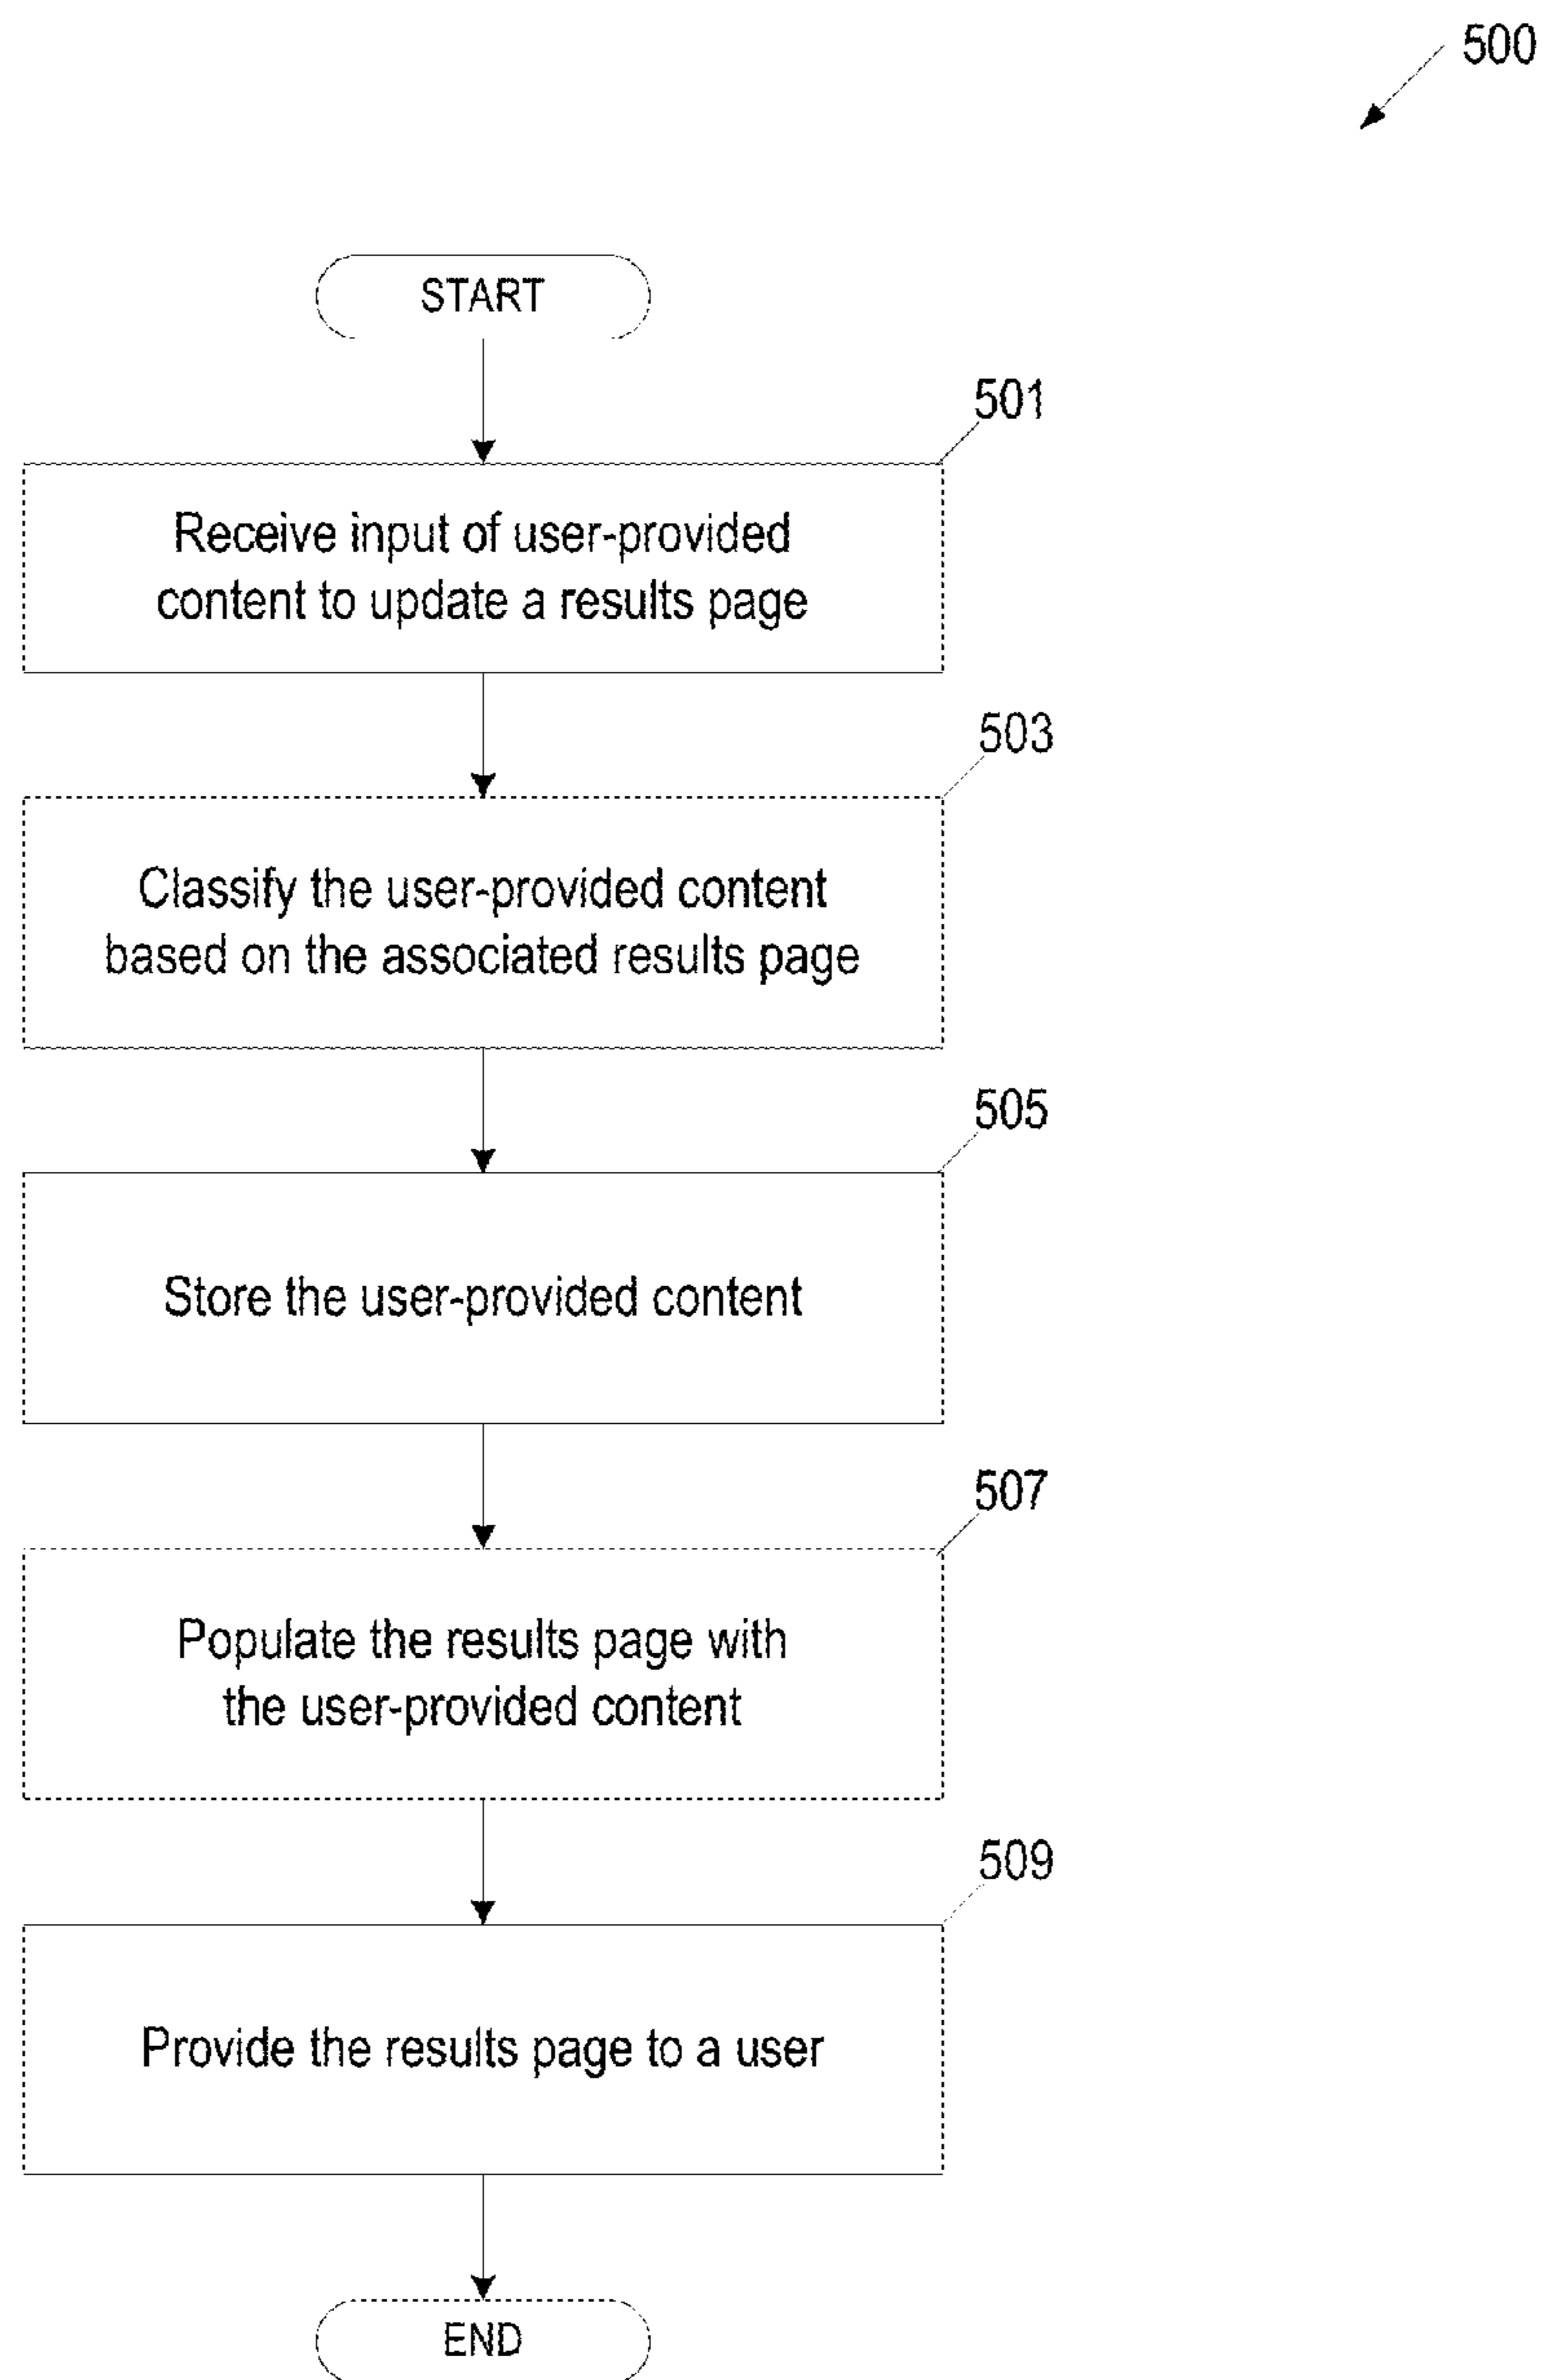 500
START
501
Receive input of user-provided
content to update a results page
503
Classify the user-provided content
based on the associated results page
505
Store the user-provided content
507
Populate the results page with
the user-provided content
509
Provide the results page to a user
END